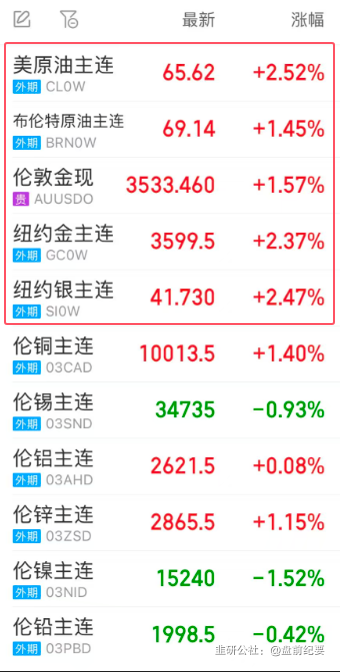 最新 涨幅
美原油主连 65.62 +2.52%
外期 CL0W
布伦特原油主连 69.14 +1.45%
外期 BRN0W
伦敦金现 3533.460 +1.57%
贵 AUUSDO
纽约金主连 3599.5 +2.37%
外期 GC0W
纽约银主连 41.730 +2.47%
外期 SI0W
伦铜主连 10013.5 +1.40%
外期 03CAD
伦锡主连 34735 -0.93%
外期 03SND
伦铝主连 2621.5 +0.08%
外期 03AHD
伦锌主连 2865.5 +1.15%
外期 03ZSD
伦镍主连 15240 -1.52%
外期 03NID
伦铅主连 1998.5 -0.42%
外期 03PBD
韭研公社：@盘前纪要